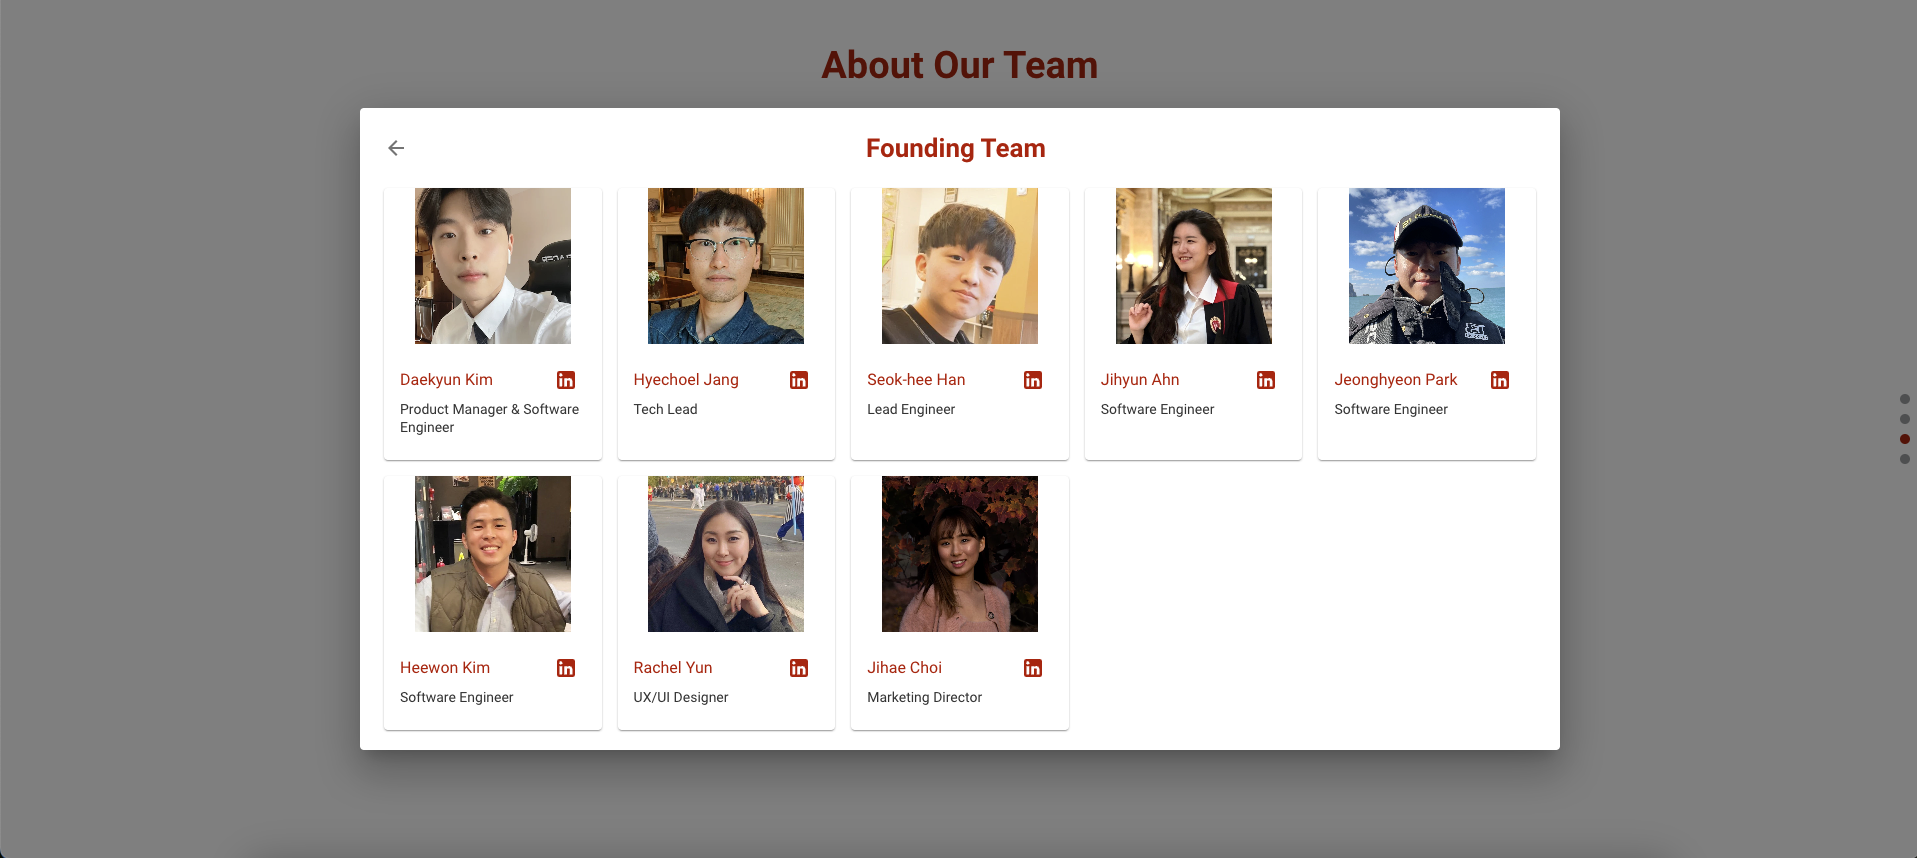 About Our Team
Founding Team
Daekyun Kim
Product Manager & Software
Engineer
Hyechoel Jang
Tech Lead
Seok-hee Han
Lead Engineer
Jihyun Ahn
Software Engineer
Jeonghyeon Park
Software Engineer
Heewon Kim
Software Engineer
Rachel Yun
UX/UI Designer
Jihae Choi
Marketing Director